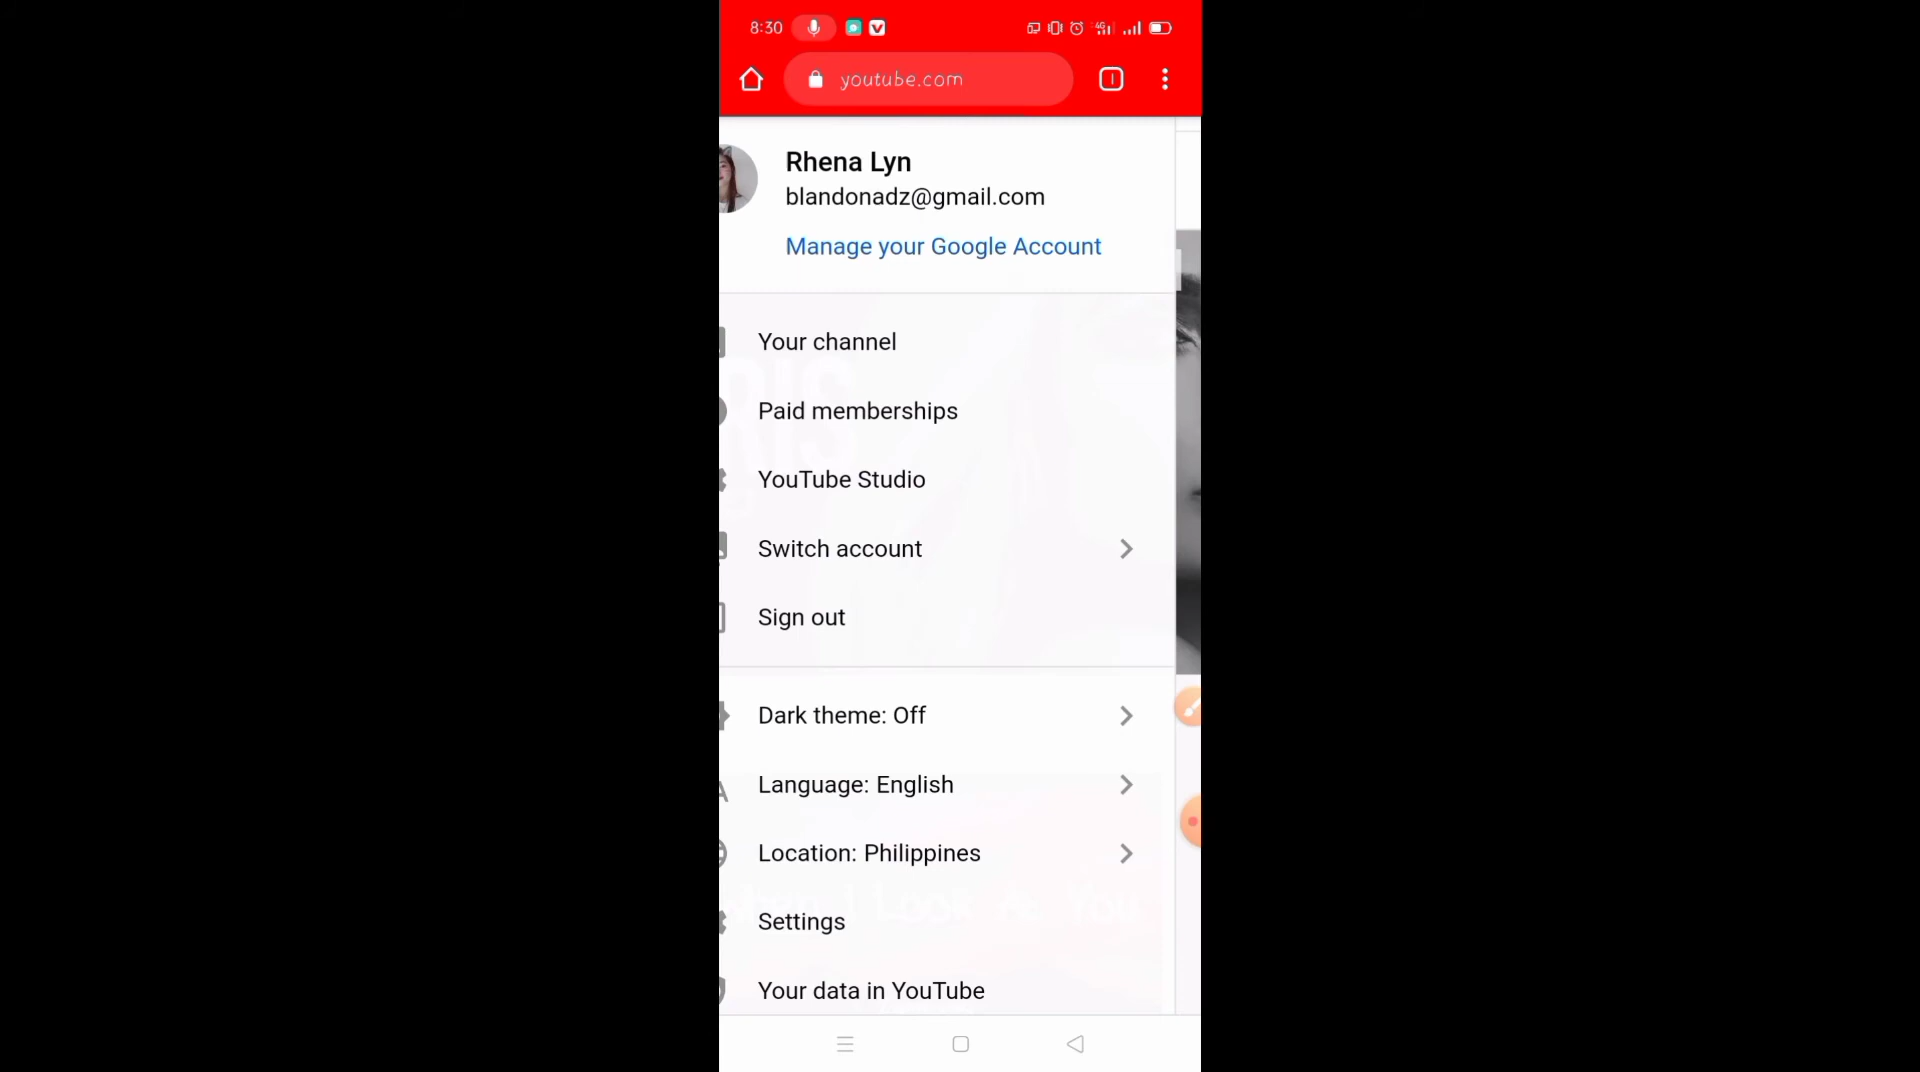 8:30
4G
youtube.com
Rhena Lyn
blandonadz@gmail.com
Manage your Google Account
Your channel
Paid memberships
YouTube Studio
Switch account
Sign out
Dark theme: Off
Language: English
Location: Philippines
Settings
Your data in YouTube